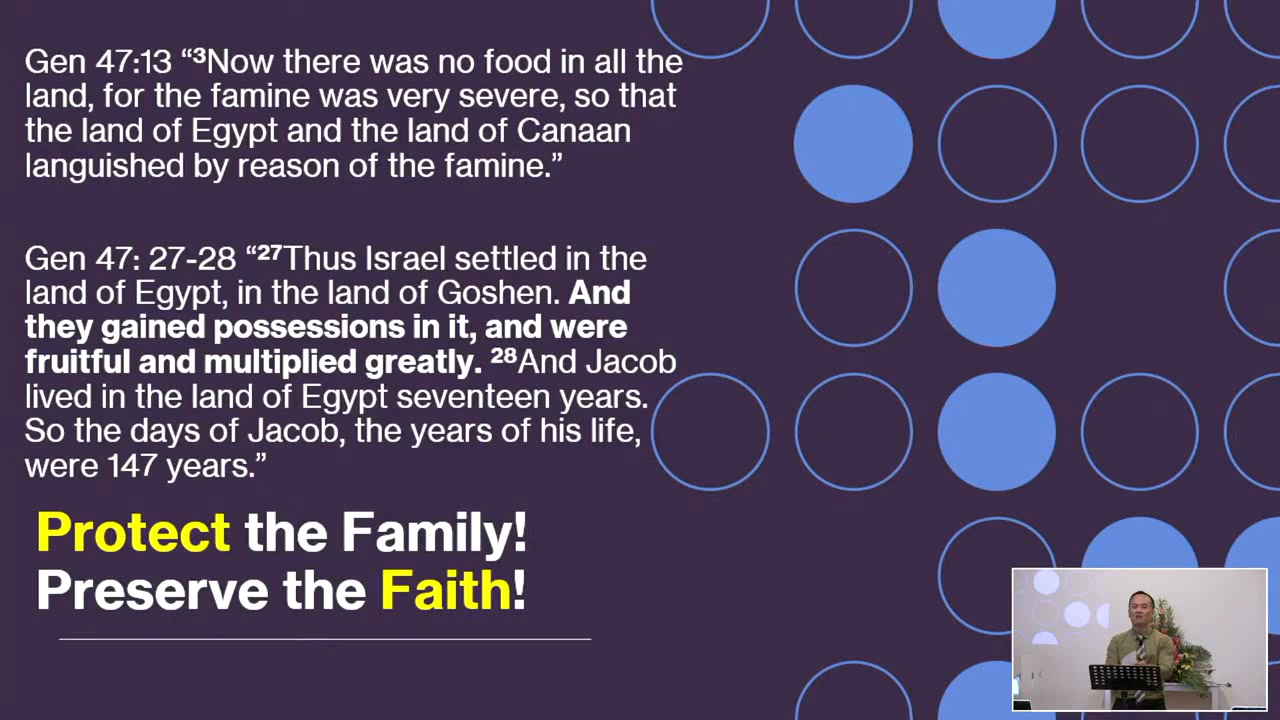 Gen 47:13 “3Now there was no food in all the
land, for the famine was very severe, so that
the land of Egypt and the land of Canaan
languished by reason of the famine.”
Gen 47: 27-28 “27Thus Israel settled in the
land of Egypt, in the land of Goshen. And
they gained possessions in it, and were
fruitful and multiplied greatly. 28And Jacob
lived in the land of Egypt seventeen years.
So the days of Jacob, the years of his life,
were 147 years.”
Protect the Family!
Preserve the Faith!